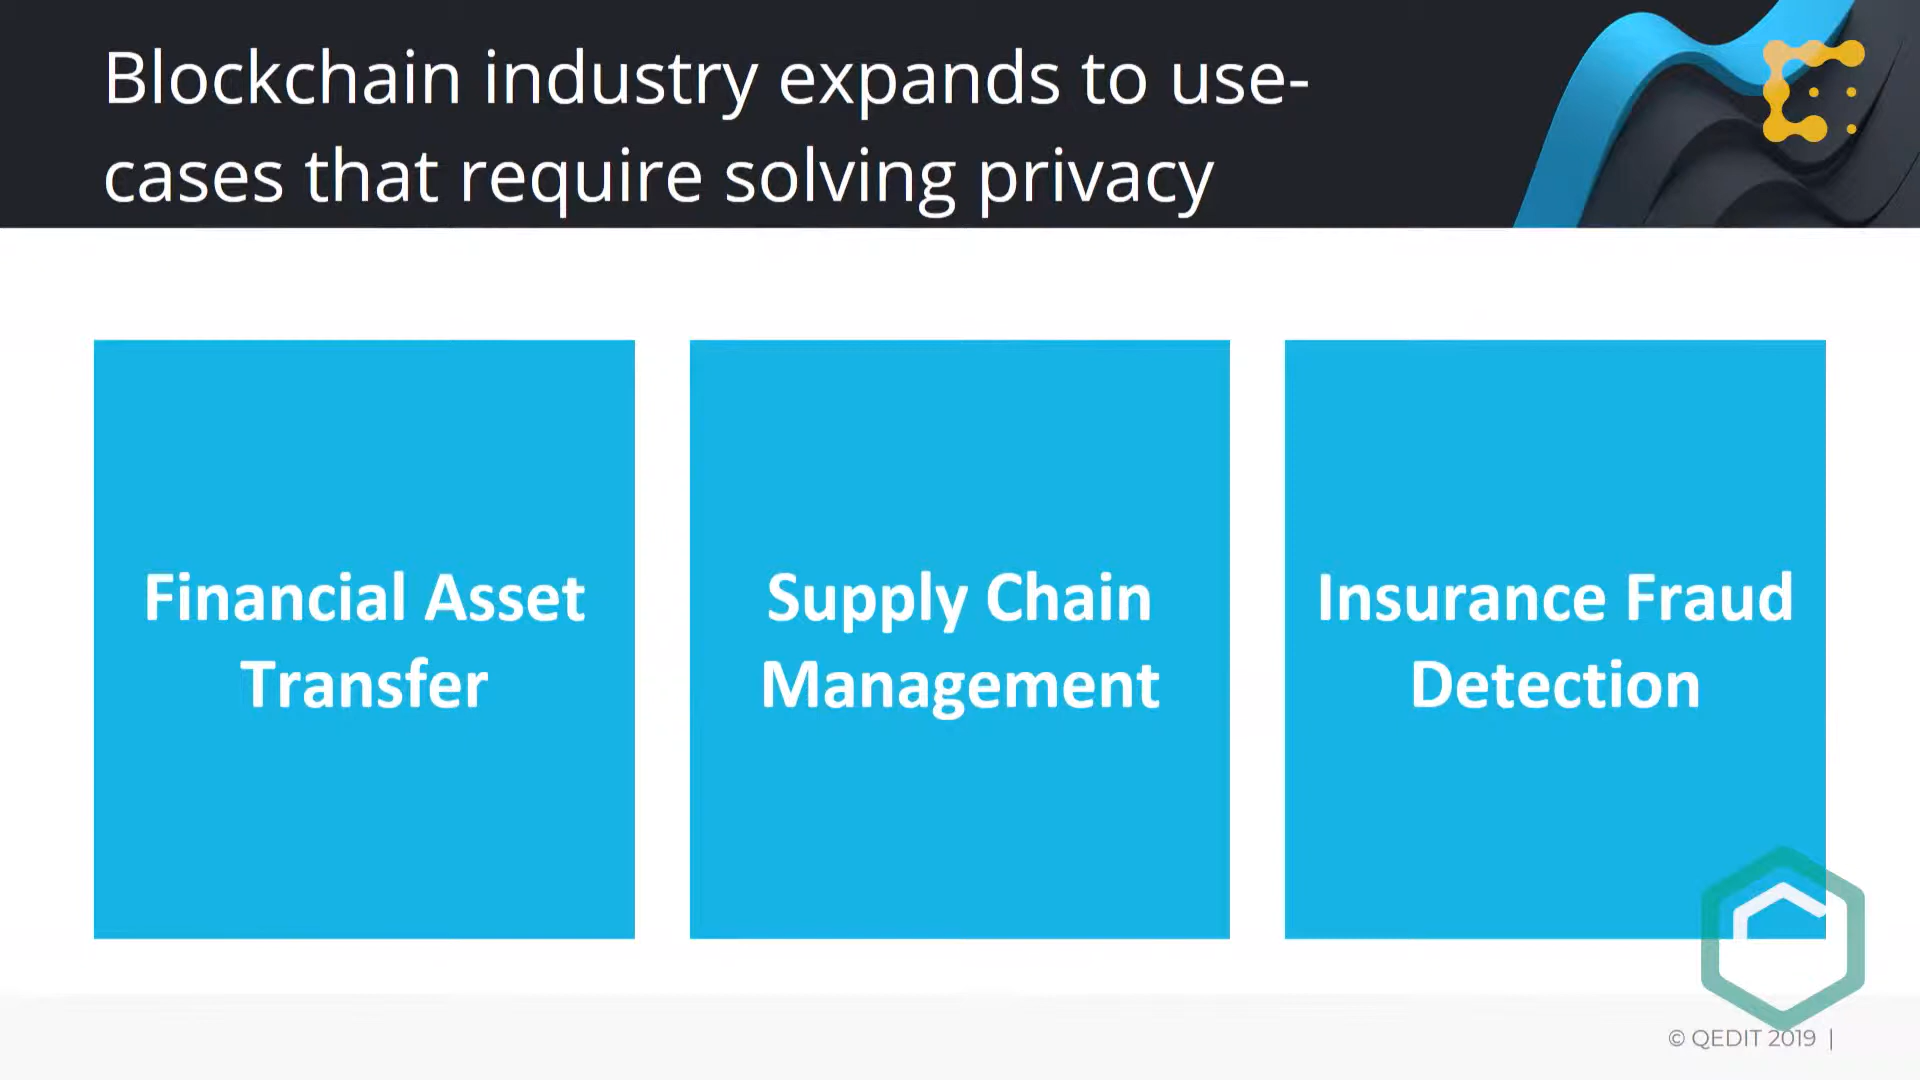 Blockchain industry expands to use-
cases that require solving privacy
Financial Asset
Transfer
Supply Chain
Management
Insurance Fraud
Detection
© QEDIT 2019 |